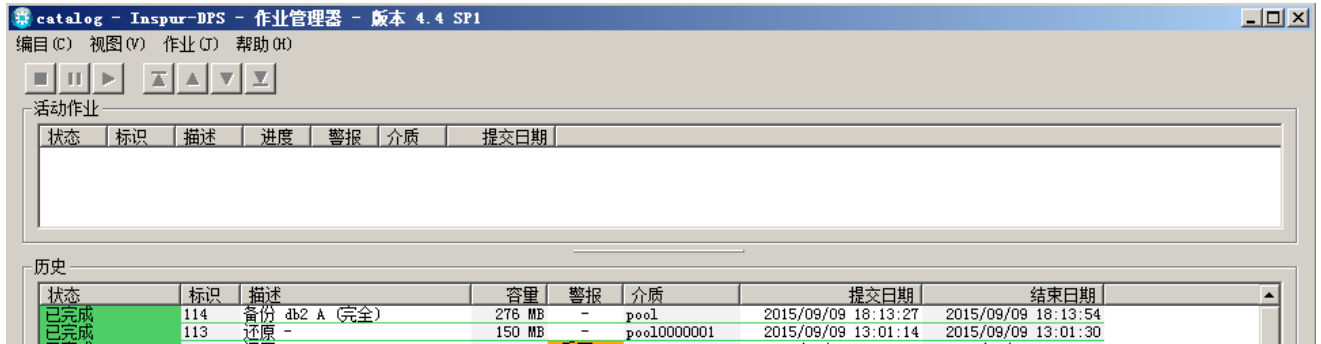 catalog - Inspur-DPS - 作业管理器 - 版本 4.4 SP1
编目(C) 视图(V) 作业(J) 帮助(H)
活动作业
状态 标识 描述 进度 警报 介质 提交日期
历史
状态 标识 描述 容量 警报 介质 提交日期 结束日期
已完成 114 备份 db2 A (完全) 276 MB - pool 2015/09/09 18:13:27 2015/09/09 18:13:54
已完成 113 还原 - 150 MB - pool0000001 2015/09/09 13:01:14 2015/09/09 13:01:30